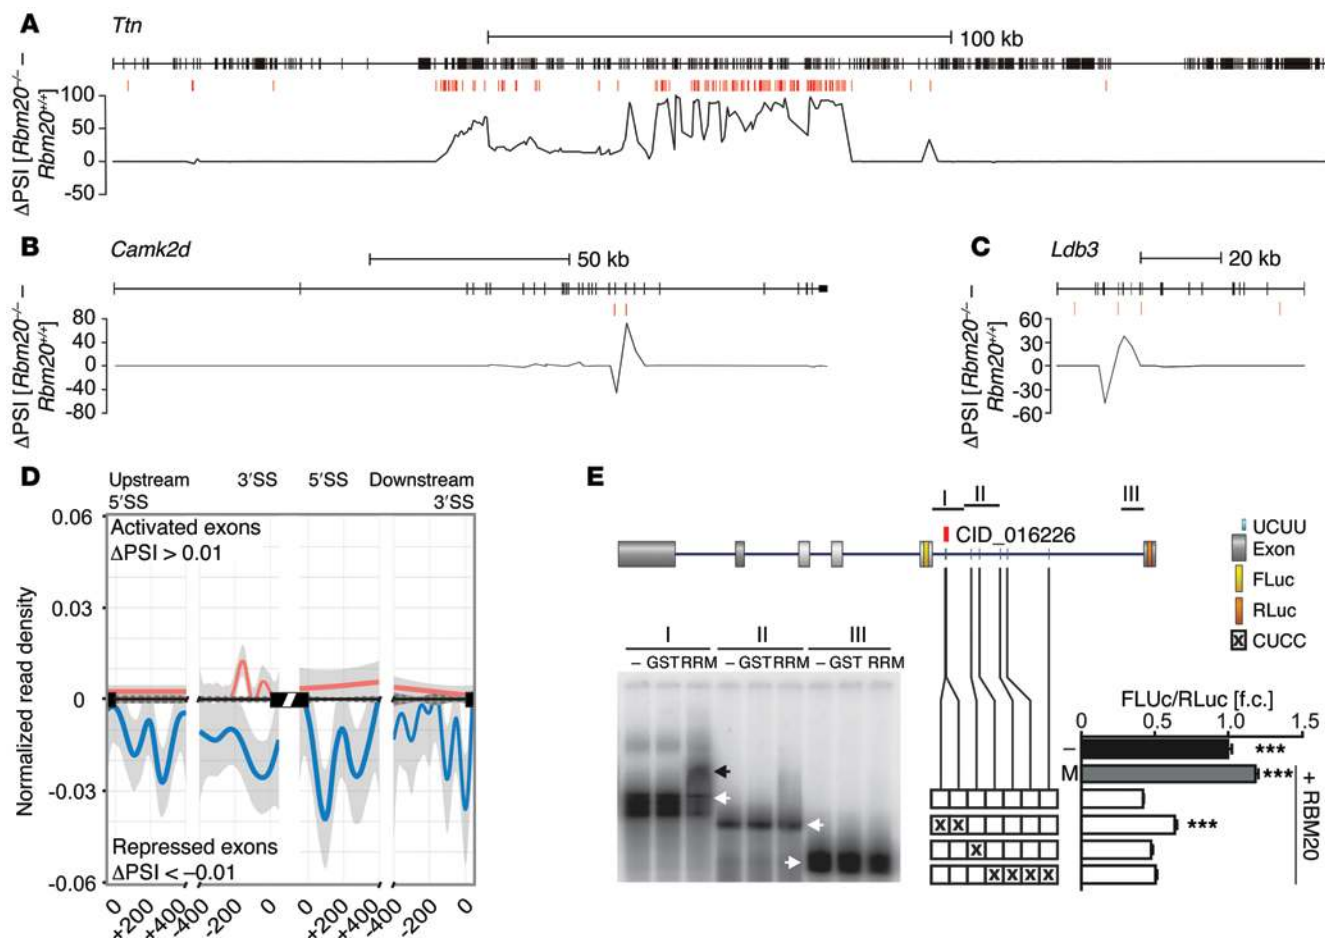 A
Ttn
100 kb
ΔPSI [Rbm20−/− – Rbm20+/+]
100
50
0
-50
B
Camk2d
50 kb
ΔPSI [Rbm20−/− – Rbm20+/+]
80
40
0
-40
-80
C
Ldb3
20 kb
ΔPSI [Rbm20−/− – Rbm20+/+]
60
30
0
-30
-60
D
Upstream 5′SS
3′SS
5′SS
Downstream 3′SS
Normalized read density
0.06
0.03
0
-0.03
-0.06
Activated exons
ΔPSI > 0.01
Repressed exons
ΔPSI < –0.01
0 +200 +400 -400 -200 0 0 +200 +400 -400 -200 0
E
I
II
III
CID_016226
UCUU
Exon
FLuc
RLuc
x CUCC
I II III
– GST RRM – GST RRM – GST RRM
FLUc/RLuc [f.c.]
0 0.5 1.0 1.5
– ***
M ***
x x ***
x
x x x x
+ RBM20